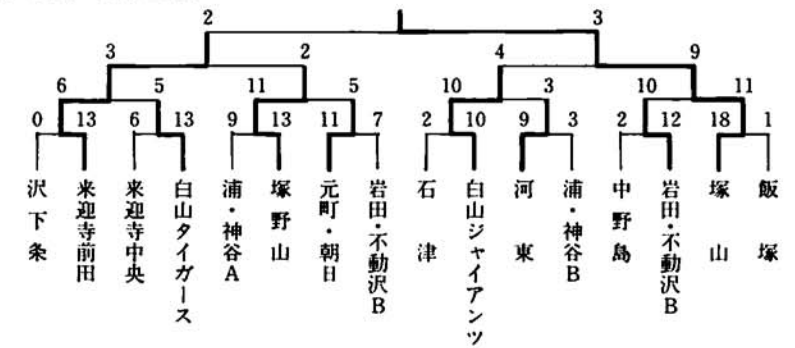 2 3
3 2 4 9
6 5 11 5 10 3 10 11
0 13 6 13 9 13 11 7 2 10 9 3 2 12 18 1
沢下条
来迎寺前田
来迎寺中央
白山タイガース
浦・神谷A
塚野山
元町・朝日
岩田・不動沢B
石津
白山ジャイアンツ
河東
浦・神谷B
中野島
岩田・不動沢B
塚山
飯塚